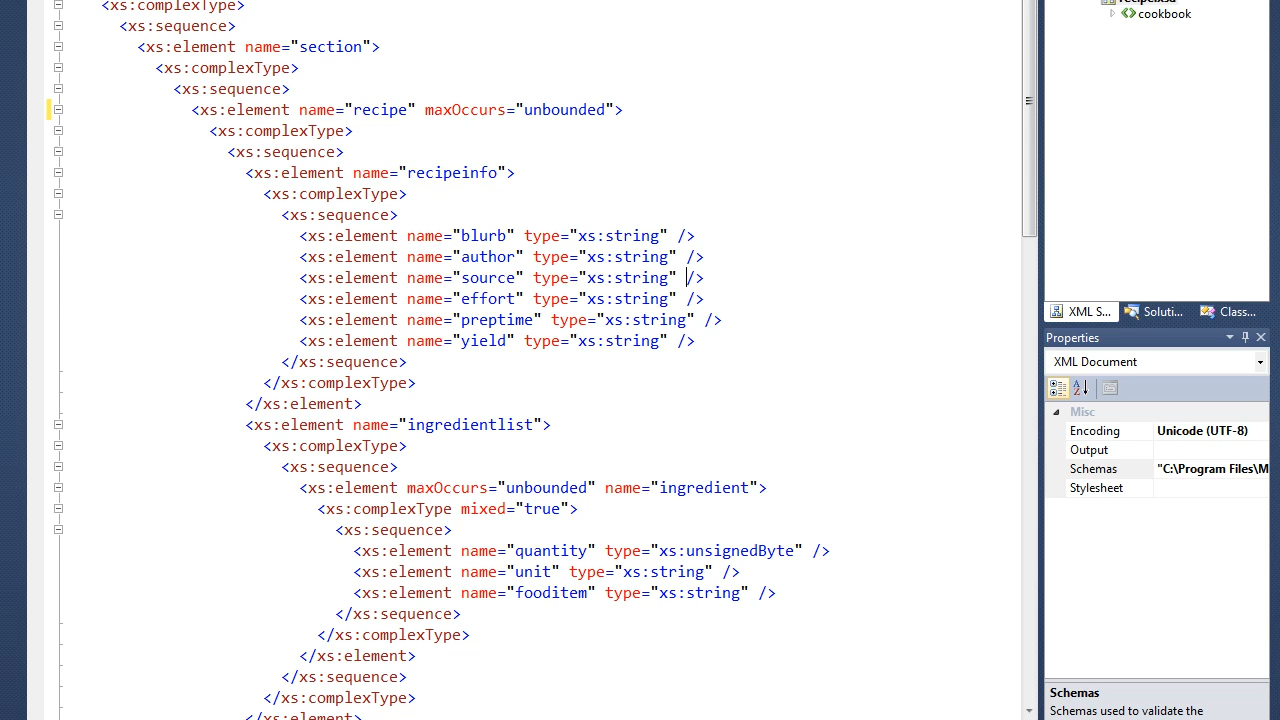 <xs:complexType>
<xs:sequence>
<xs:element name="section">
<xs:complexType>
<xs:sequence>
<xs:element name="recipe" maxOccurs="unbounded">
<xs:complexType>
<xs:sequence>
<xs:element name="recipeinfo">
<xs:complexType>
<xs:sequence>
<xs:element name="blurb" type="xs:string" />
<xs:element name="author" type="xs:string" />
<xs:element name="source" type="xs:string" />
<xs:element name="effort" type="xs:string" />
<xs:element name="preptime" type="xs:string" />
<xs:element name="yield" type="xs:string" />
</xs:sequence>
</xs:complexType>
</xs:element>
<xs:element name="ingredientlist">
<xs:complexType>
<xs:sequence>
<xs:element maxOccurs="unbounded" name="ingredient">
<xs:complexType mixed="true">
<xs:sequence>
<xs:element name="quantity" type="xs:unsignedByte" />
<xs:element name="unit" type="xs:string" />
<xs:element name="fooditem" type="xs:string" />
</xs:sequence>
</xs:complexType>
</xs:element>
</xs:sequence>
</xs:complexType>
</xs:element>
cookbook
XML S... Soluti... Class...
Properties
XML Document
Misc
Encoding Unicode (UTF-8)
Output
Schemas "C:\Program Files\M
Stylesheet
Schemas
Schemas used to validate the